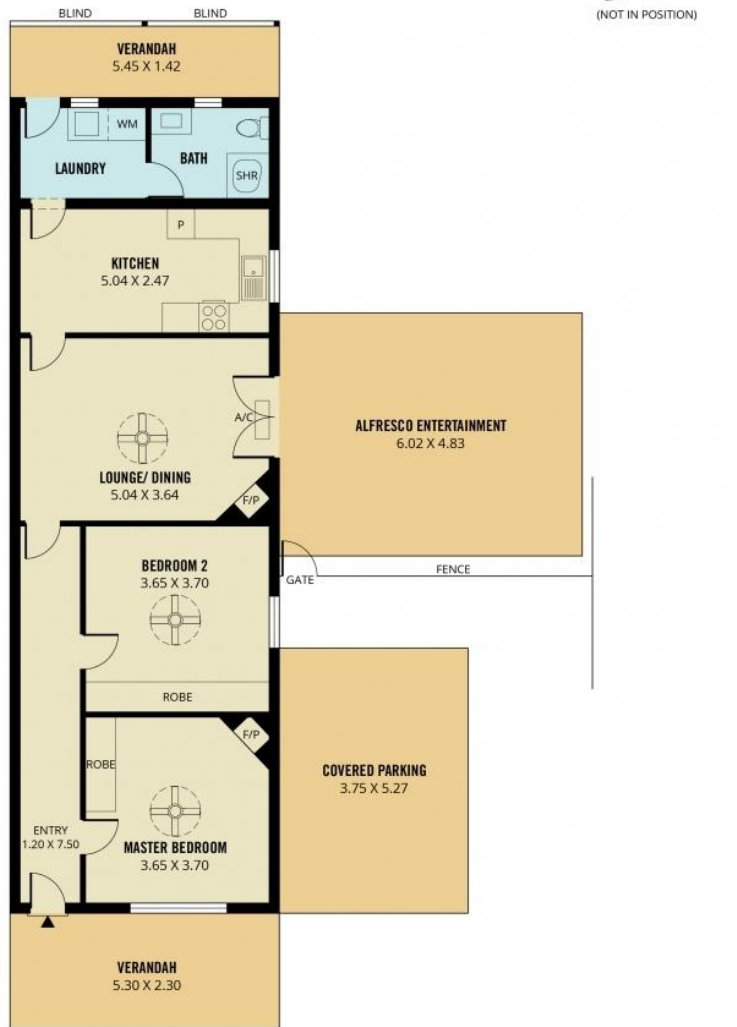 (NOT IN POSITION)
BLIND BLIND
VERANDAH
5.45 X 1.42
WM
LAUNDRY
BATH
SHR
P
KITCHEN
5.04 X 2.47
A/C
LOUNGE/ DINING
5.04 X 3.64
F/P
ALFRESCO ENTERTAINMENT
6.02 X 4.83
BEDROOM 2
3.65 X 3.70
GATE
FENCE
ROBE
F/P
ROBE
COVERED PARKING
3.75 X 5.27
ENTRY
1.20 X 7.50
MASTER BEDROOM
3.65 X 3.70
VERANDAH
5.30 X 2.30